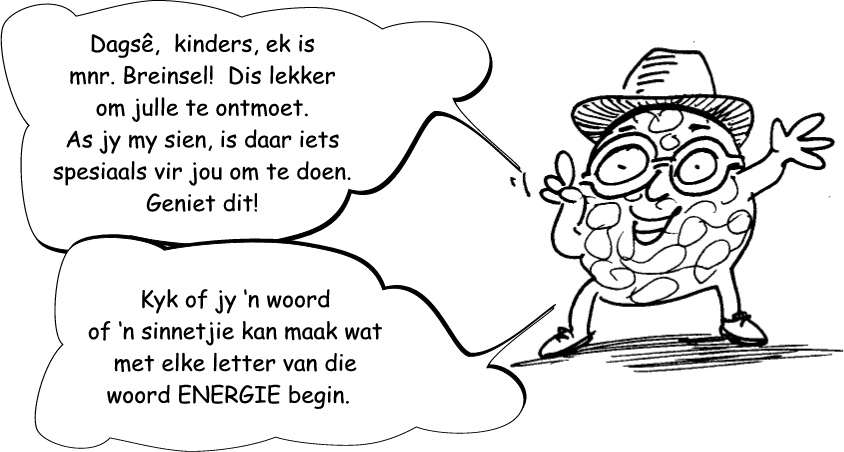 Dagsê, kinders, ek is
mnr. Breinsel! Dis lekker
om julle te ontmoet.
As jy my sien, is daar iets
spesiaals vir jou om te doen.
Geniet dit!
Kyk of jy ‘n woord
of ‘n sinnetjie kan maak wat
met elke letter van die
woord ENERGIE begin.